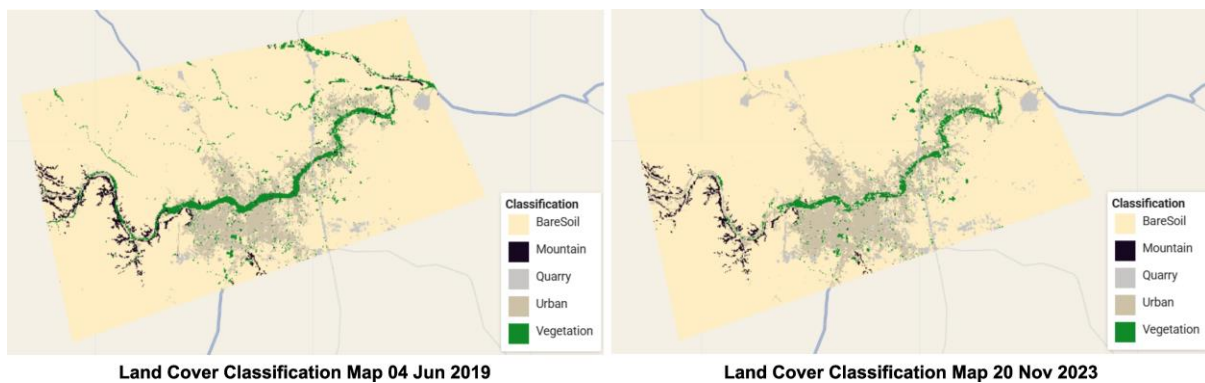 Classification
BareSoil
Mountain
Quarry
Urban
Vegetation
Land Cover Classification Map 04 Jun 2019
Classification
BareSoil
Mountain
Quarry
Urban
Vegetation
Land Cover Classification Map 20 Nov 2023